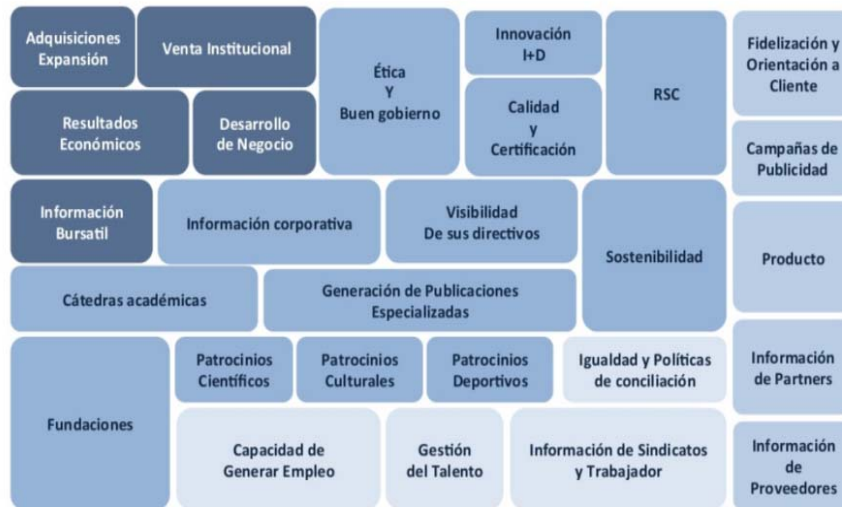 Adquisiciones
Expansión
Venta Institucional
Ética
Y
Buen gobierno
Innovación
I+D
RSC
Fidelización y
Orientación a
Cliente
Resultados
Económicos
Desarrollo
de Negocio
Calidad
y
Certificación
Campañas de
Publicidad
Información
Bursatil
Información corporativa
Visibilidad
De sus directivos
Sostenibilidad
Producto
Cátedras académicas
Generación de Publicaciones
Especializadas
Fundaciones
Patrocinios
Científicos
Patrocinios
Culturales
Patrocinios
Deportivos
Igualdad y Políticas
de conciliación
Información
de Partners
Capacidad de
Generar Empleo
Gestión
del Talento
Información de Sindicatos
y Trabajador
Información
de
Proveedores